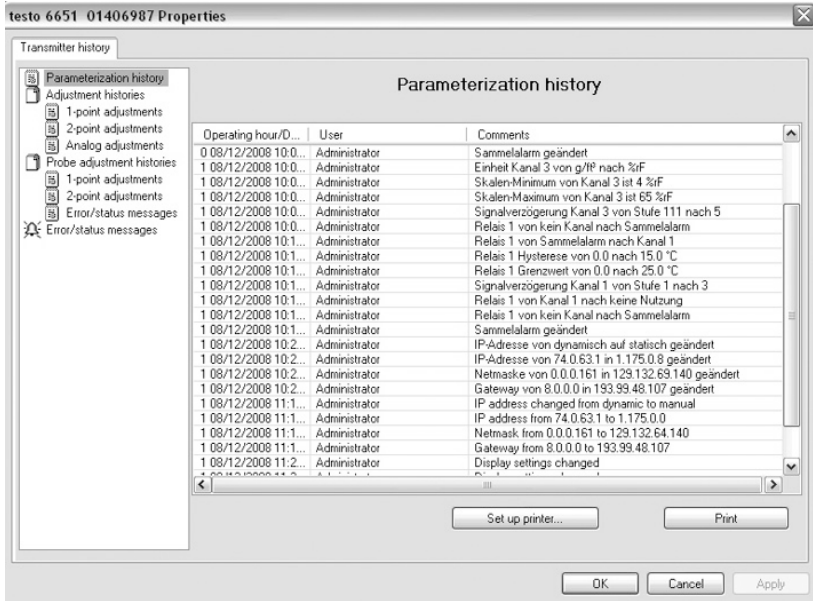 testo 6651 01406987 Properties
Transmitter history
Parameterization history
Adjustment histories
1-point adjustments
2-point adjustments
Analog adjustments
Probe adjustment histories
1-point adjustments
2-point adjustments
Error/status messages
Error/status messages
Parameterization history
Operating hour/D... User Comments
0 08/12/2008 10:0... Administrator Sammelalarm geändert
1 08/12/2008 10:0... Administrator Einheit Kanal 3 von g/ft³ nach %rF
1 08/12/2008 10:0... Administrator Skalen-Minimum von Kanal 3 ist 4 %rF
1 08/12/2008 10:0... Administrator Skalen-Maximum von Kanal 3 ist 65 %rF
1 08/12/2008 10:0... Administrator Signalverzögerung Kanal 3 von Stufe 111 nach 5
1 08/12/2008 10:0... Administrator Relais 1 von kein Kanal nach Sammelalarm
1 08/12/2008 10:1... Administrator Relais 1 von Sammelalarm nach Kanal 1
1 08/12/2008 10:1... Administrator Relais 1 Hysterese von 0.0 nach 15.0 °C
1 08/12/2008 10:1... Administrator Relais 1 Grenzwert von 0.0 nach 25.0 °C
1 08/12/2008 10:1... Administrator Signalverzögerung Kanal 1 von Stufe 1 nach 3
1 08/12/2008 10:1... Administrator Relais 1 von Kanal 1 nach keine Nutzung
1 08/12/2008 10:1... Administrator Relais 1 von kein Kanal nach Sammelalarm
1 08/12/2008 10:1... Administrator Sammelalarm geändert
1 08/12/2008 10:2... Administrator IP-Adresse von dynamisch auf statisch geändert
1 08/12/2008 10:2... Administrator IP-Adresse von 74.0.63.1 in 1.175.0.8 geändert
1 08/12/2008 10:2... Administrator Netmaske von 0.0.0.161 in 129.132.69.140 geändert
1 08/12/2008 10:2... Administrator Gateway von 8.0.0.0 in 193.99.48.107 geändert
1 08/12/2008 11:1... Administrator IP address changed from dynamic to manual
1 08/12/2008 11:1... Administrator IP address from 74.0.63.1 to 1.175.0.0
1 08/12/2008 11:1... Administrator Netmask from 0.0.0.161 to 129.132.64.140
1 08/12/2008 11:1... Administrator Gateway from 8.0.0.0 to 193.99.48.107
1 08/12/2008 11:2... Administrator Display settings changed
Set up printer... Print
OK Cancel Apply